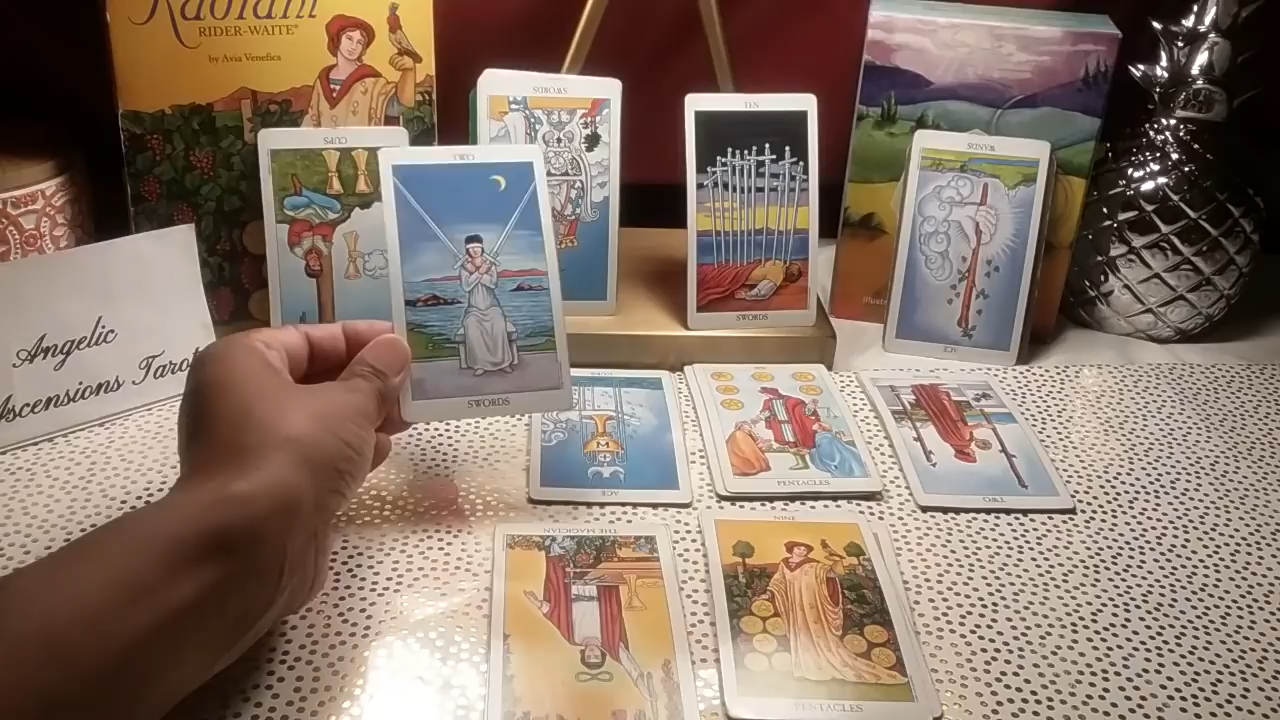 Radiant
RIDER-WAITE®
by Avia Venefica
CUPS
SWORDS
SWORDS
TEN
SWORDS
WANDS
ACE
Illustr
Angelic
Ascensions Tarot
ACE
PENTACLES
TWO
THE MAGICIAN
NINE
PENTACLES